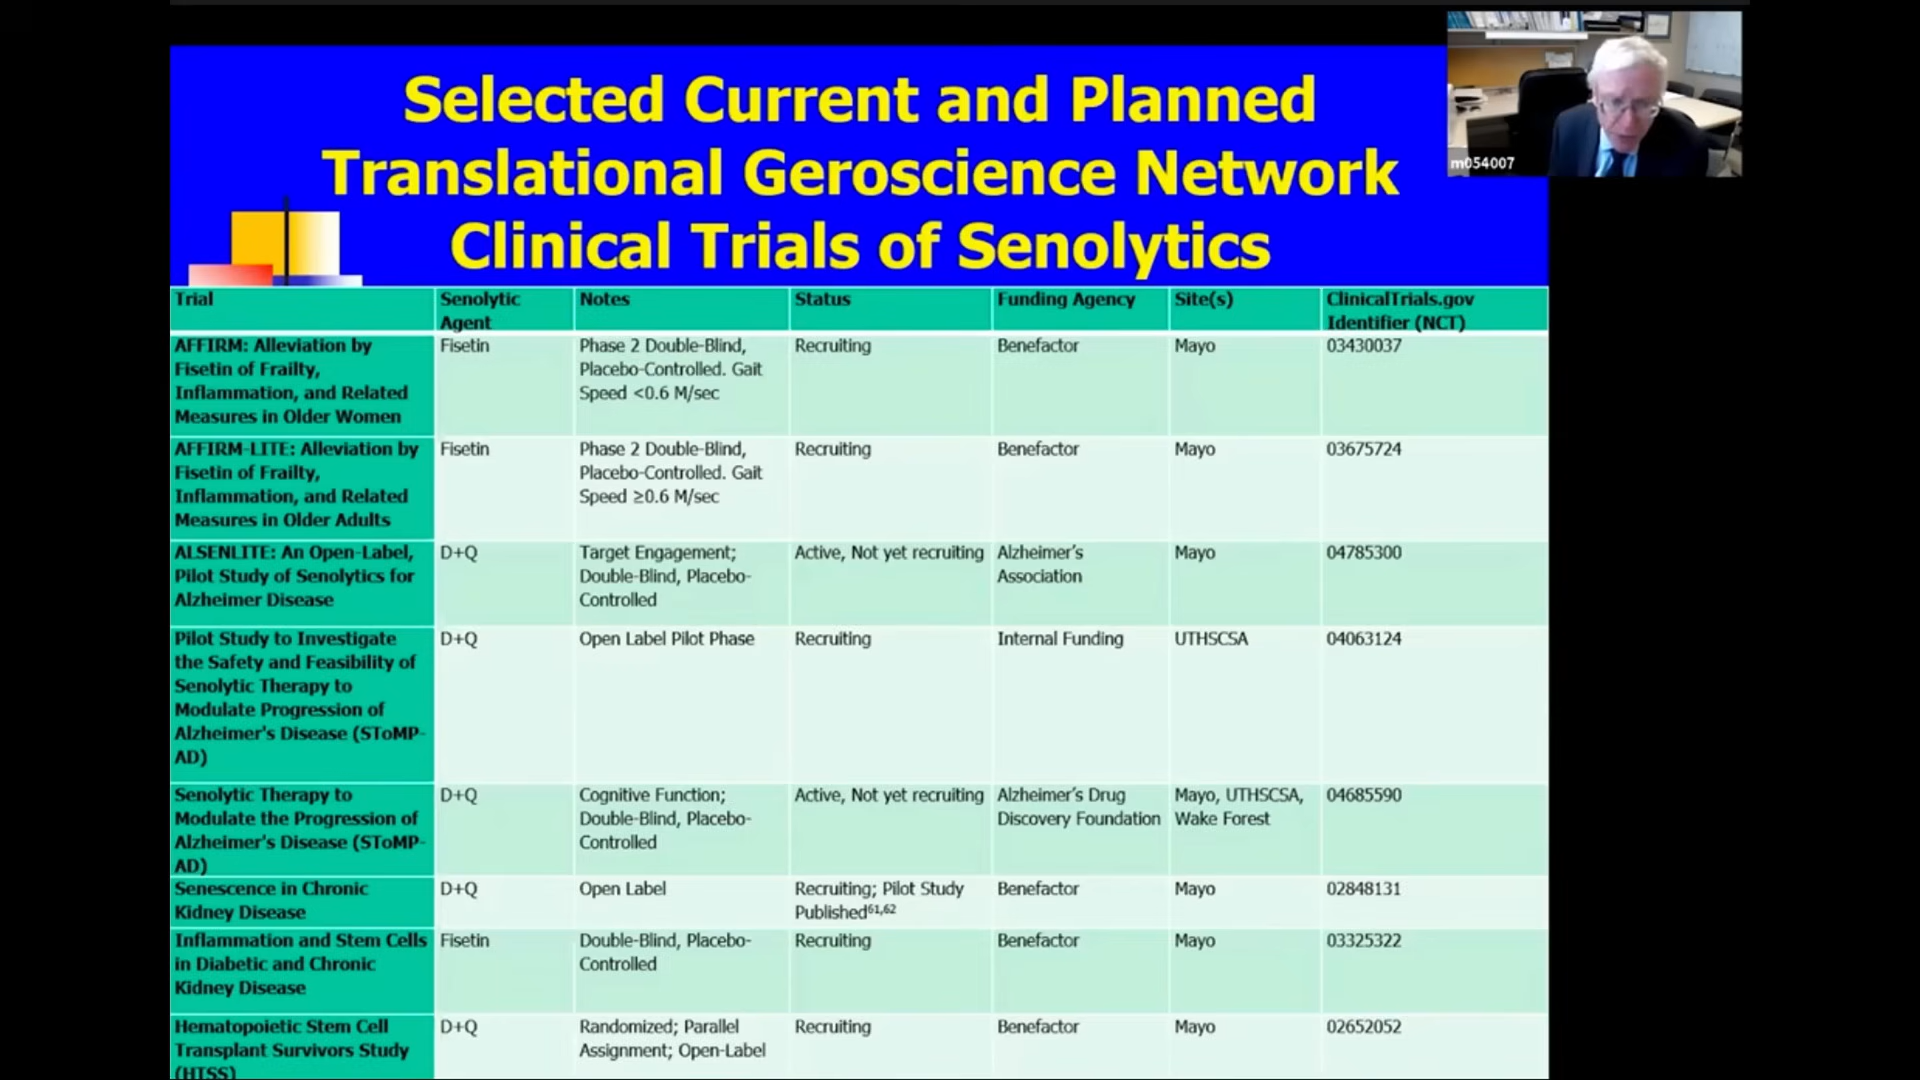 Selected Current and Planned
Translational Geroscience Network
Clinical Trials of Senolytics
m054007
Trial
Senolytic
Agent
Notes
Status
Funding Agency
Site(s)
ClinicalTrials.gov
Identifier (NCT)
AFFIRM: Alleviation by
Fisetin of Frailty,
Inflammation, and Related
Measures in Older Women
Fisetin
Phase 2 Double-Blind,
Placebo-Controlled. Gait
Speed <0.6 M/sec
Recruiting
Benefactor
Mayo
03430037
AFFIRM-LITE: Alleviation by
Fisetin of Frailty,
Inflammation, and Related
Measures in Older Adults
Fisetin
Phase 2 Double-Blind,
Placebo-Controlled. Gait
Speed ≥0.6 M/sec
Recruiting
Benefactor
Mayo
03675724
ALSENLITE: An Open-Label,
Pilot Study of Senolytics for
Alzheimer Disease
D+Q
Target Engagement;
Double-Blind, Placebo-
Controlled
Active, Not yet recruiting
Alzheimer's
Association
Mayo
04785300
Pilot Study to Investigate
the Safety and Feasibility of
Senolytic Therapy to
Modulate Progression of
Alzheimer's Disease (SToMP-
AD)
D+Q
Open Label Pilot Phase
Recruiting
Internal Funding
UTHSCSA
04063124
Senolytic Therapy to
Modulate the Progression of
Alzheimer's Disease (SToMP-
AD)
D+Q
Cognitive Function;
Double-Blind, Placebo-
Controlled
Active, Not yet recruiting
Alzheimer's Drug
Discovery Foundation
Mayo, UTHSCSA,
Wake Forest
04685590
Senescence in Chronic
Kidney Disease
D+Q
Open Label
Recruiting; Pilot Study
Published61,62
Benefactor
Mayo
02848131
Inflammation and Stem Cells
in Diabetic and Chronic
Kidney Disease
Fisetin
Double-Blind, Placebo-
Controlled
Recruiting
Benefactor
Mayo
03325322
Hematopoietic Stem Cell
Transplant Survivors Study
(HTSS)
D+Q
Randomized; Parallel
Assignment; Open-Label
Recruiting
Benefactor
Mayo
02652052